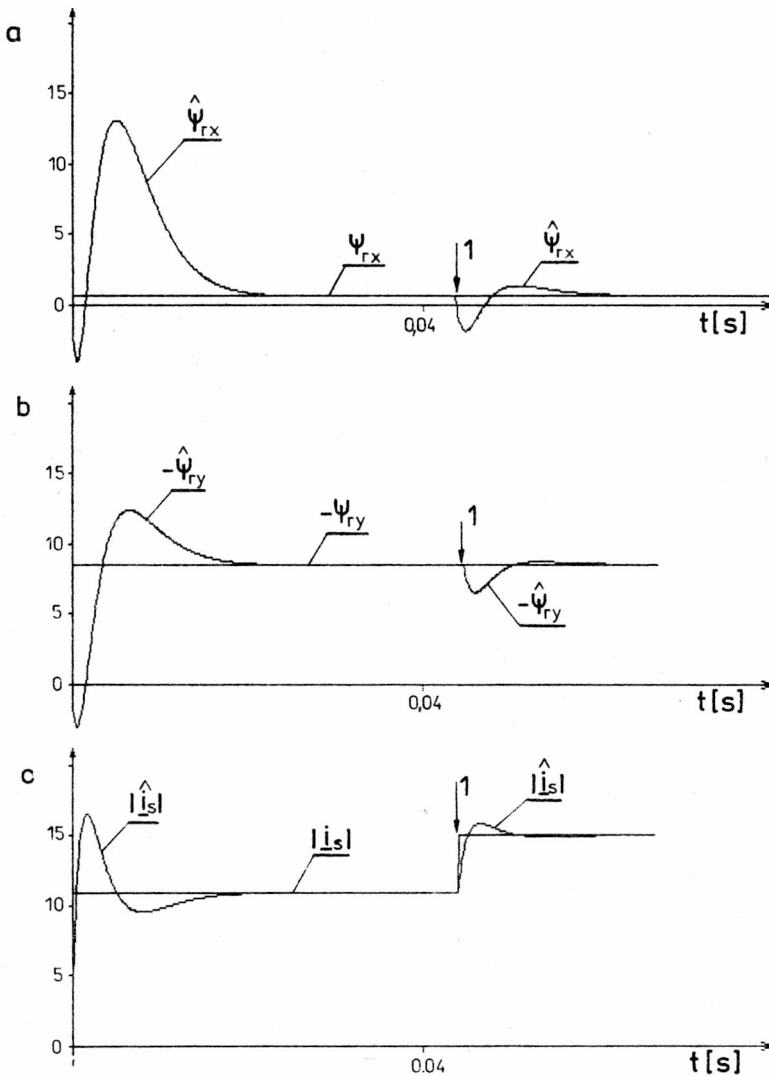 a
15
10
5
0
ψ̂rx
ψrx
1
ψ̂rx
0,04
t[s]
b
15
10
5
0
-ψ̂ry
-ψry
1
-ψ̂ry
0,04
t[s]
c
15
10
5
0
|î̲s|
|i̲s|
1
|î̲s|
0.04
t[s]